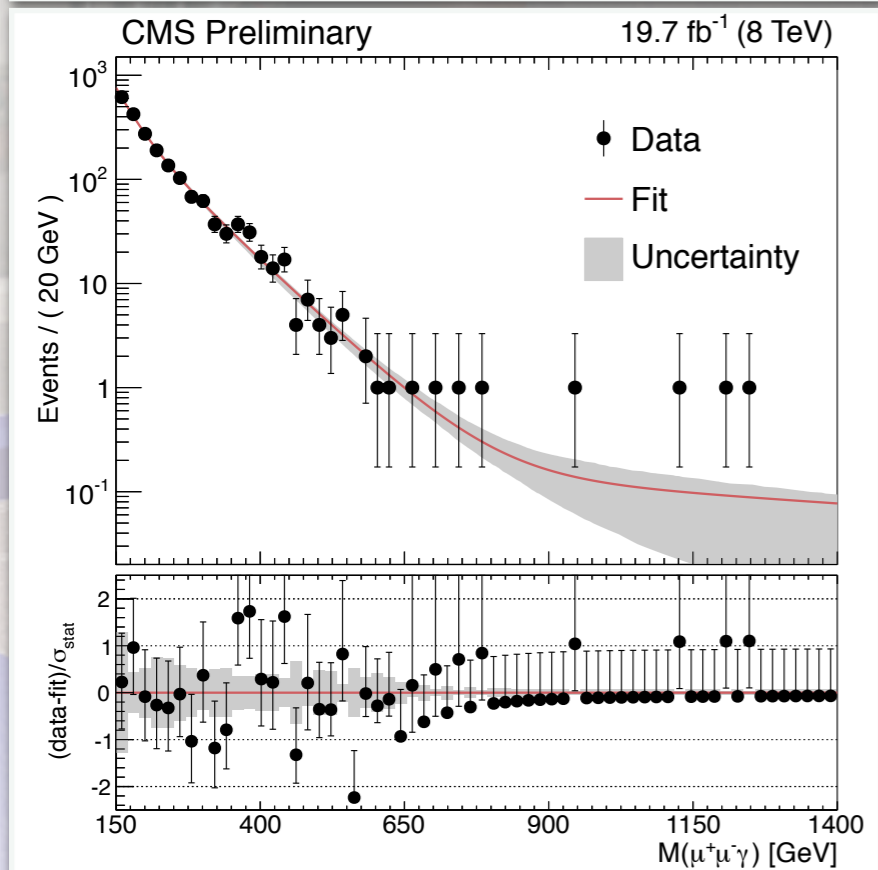 CMS Preliminary 19.7 fb⁻¹ (8 TeV)
Events / ( 20 GeV )
10³
10²
10
1
10⁻¹
Data
Fit
Uncertainty
(data-fit)/σ_stat
2
1
0
-1
-2
150 400 650 900 1150 1400
M(μ⁺μ⁻γ) [GeV]